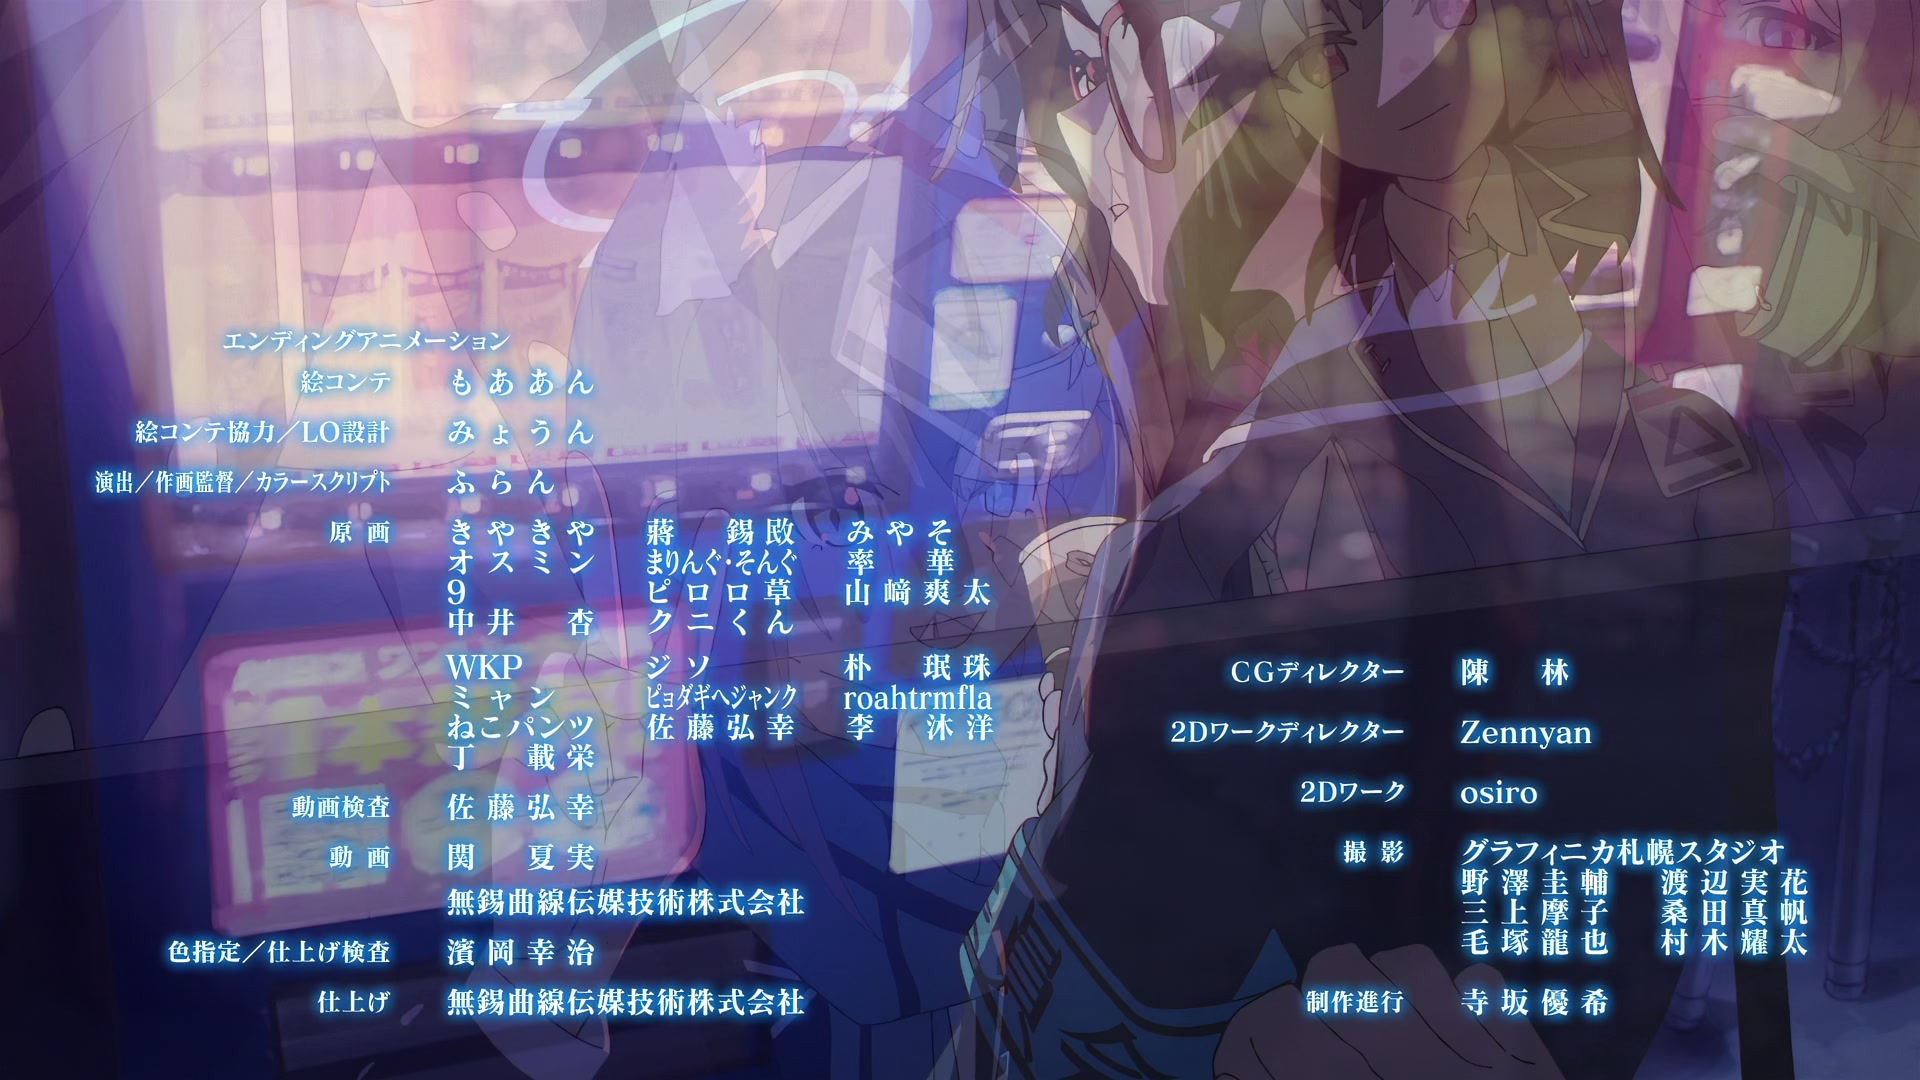 エンディングアニメーション
絵コンテ もああん
絵コンテ協力／LO設計 みょうん
演出／作画監督／カラースクリプト ふらん
原画 きやきや 蔣錫政 みやそ
オスミン まりんぐ・そんぐ 率華
9 ピロロ草 山﨑爽太
中井杏 クニくん
WKP ジソ 朴珉珠
ミャン ピョダギヘジャンク roahtrmfla
ねこパンツ 佐藤弘幸 李沐洋
丁載栄
動画検査 佐藤弘幸
動画 関夏実
無錫曲線伝媒技術株式会社
色指定／仕上げ検査 濱岡幸治
仕上げ 無錫曲線伝媒技術株式会社
CGディレクター 陳林
2Dワークディレクター Zennyan
2Dワーク osiro
撮影 グラフィニカ札幌スタジオ
野澤圭輔 渡辺実花
三上摩子 桑田真帆
毛塚龍也 村木耀太
制作進行 寺坂優希